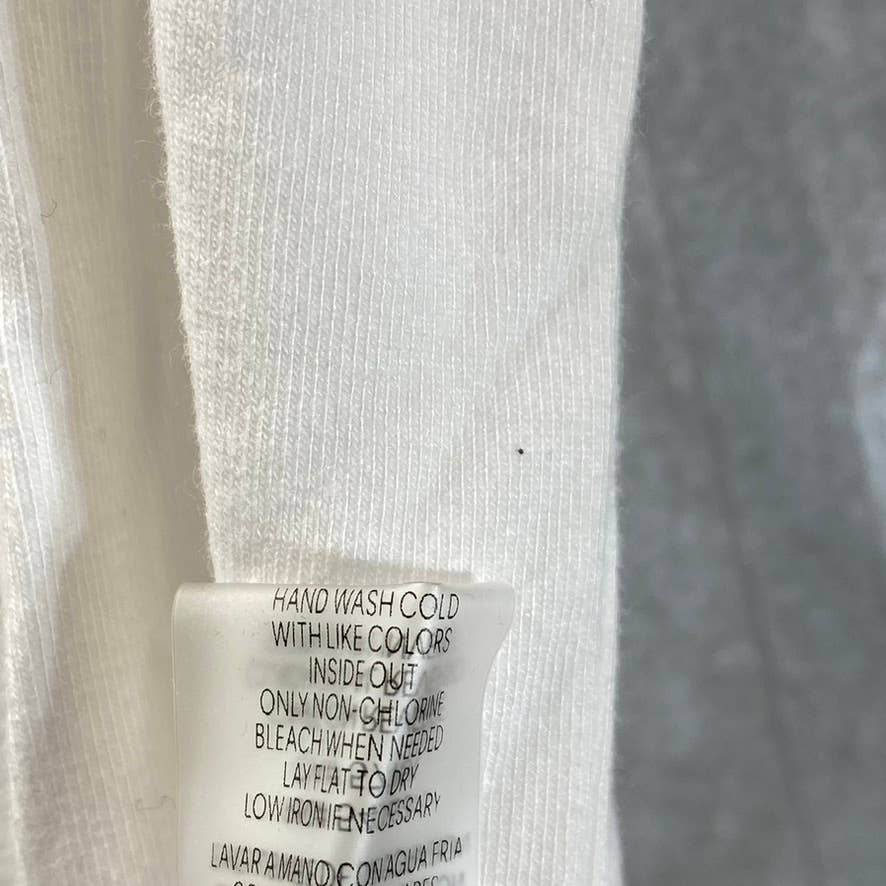 HAND WASH COLD
WITH LIKE COLORS
INSIDE OUT
ONLY NON-CHLORINE
BLEACH WHEN NEEDED
LAY FLAT TO DRY
LOW IRON IF NECESSARY
LAVAR A MANO CON AGUA FRIA